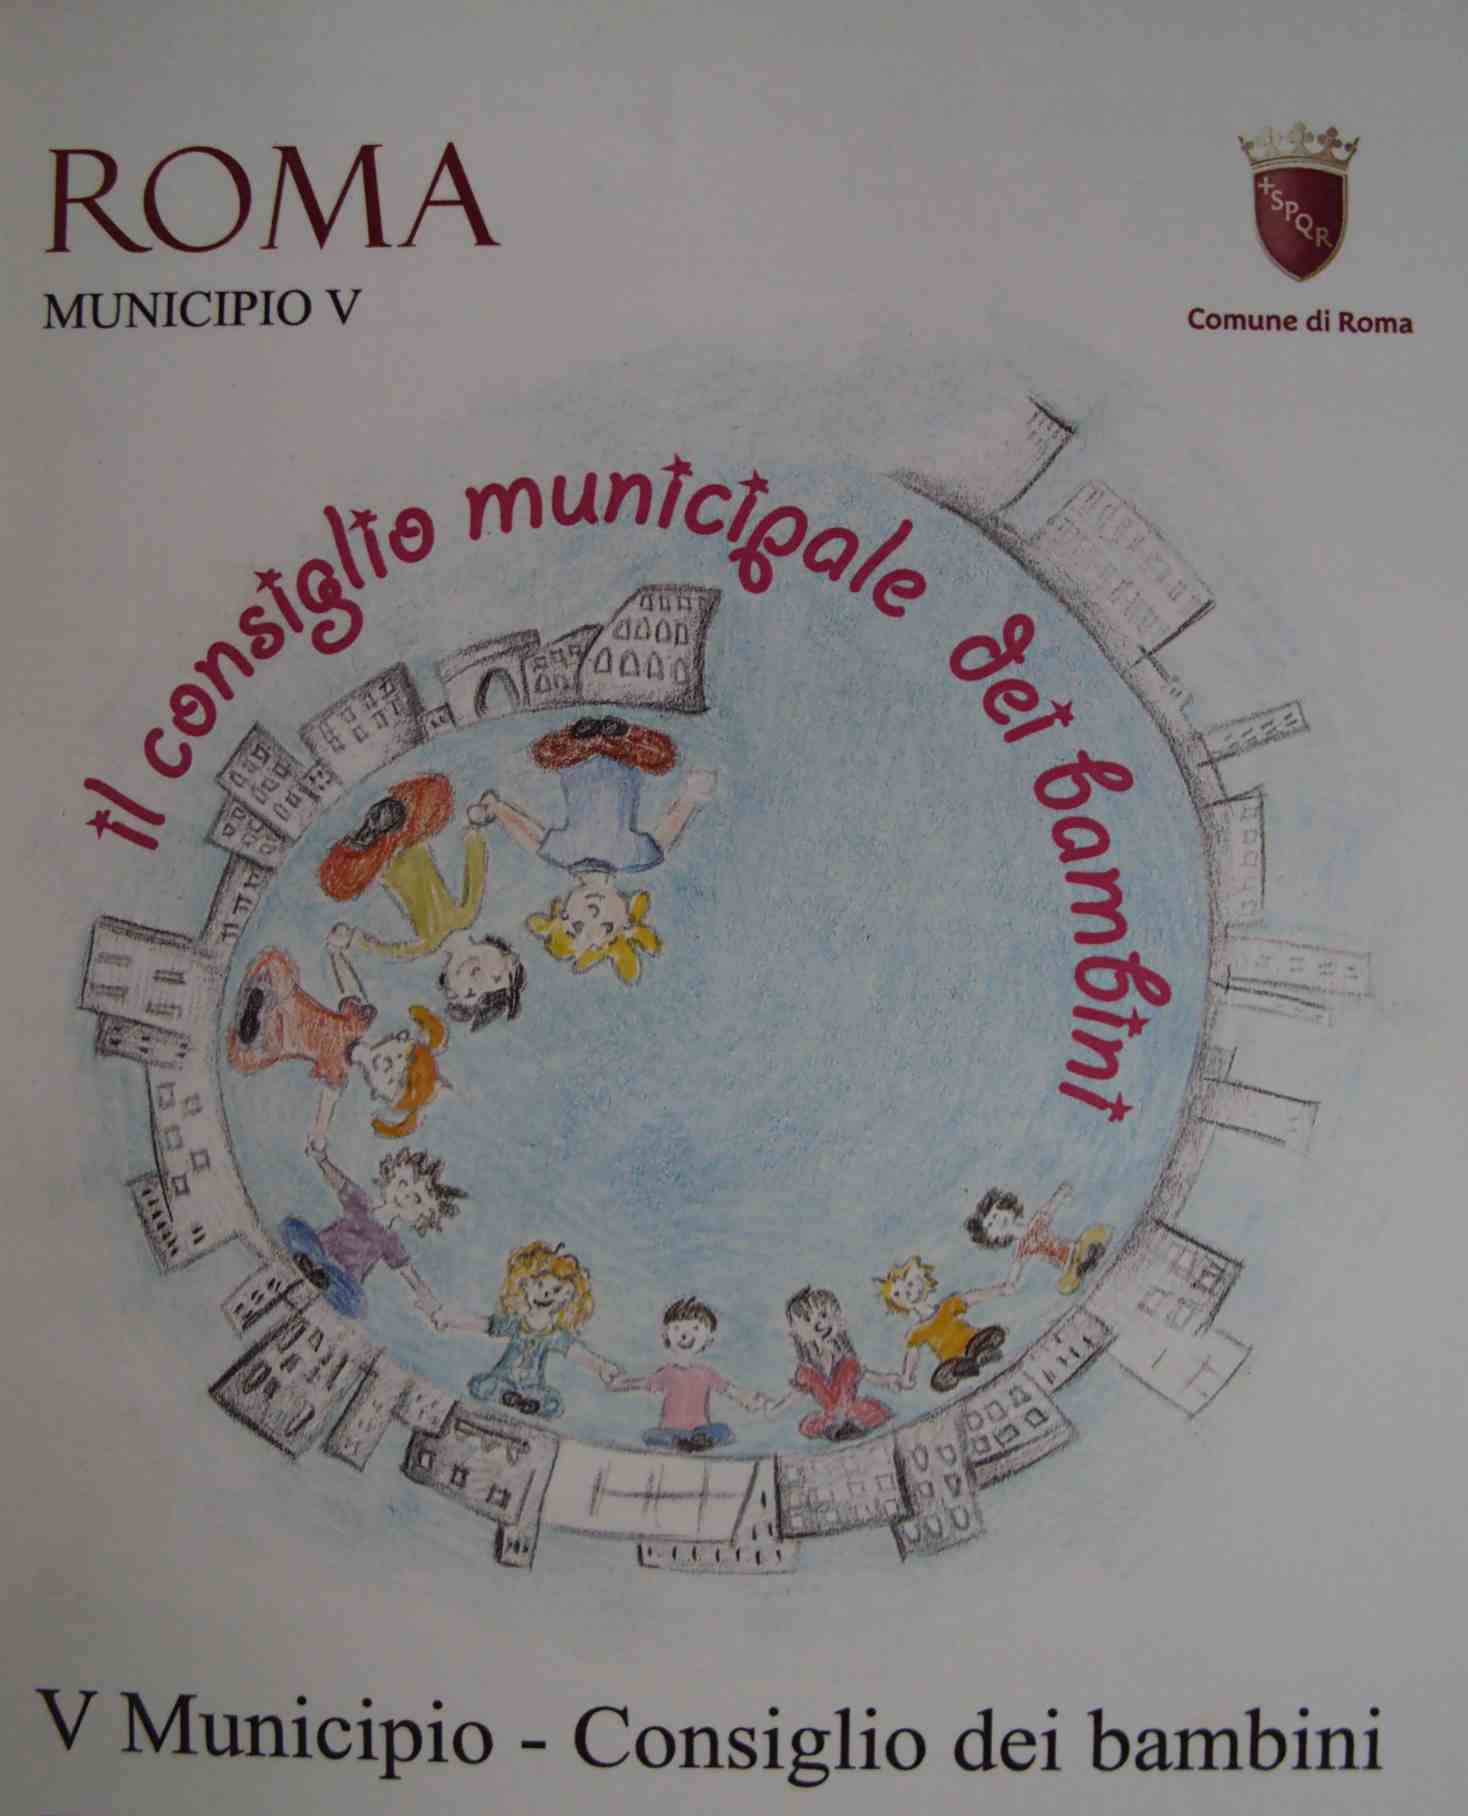 ROMA
MUNICIPIO V
+SPQR
Comune di Roma
il consiglio municipale dei bambini
V Municipio - Consiglio dei bambini